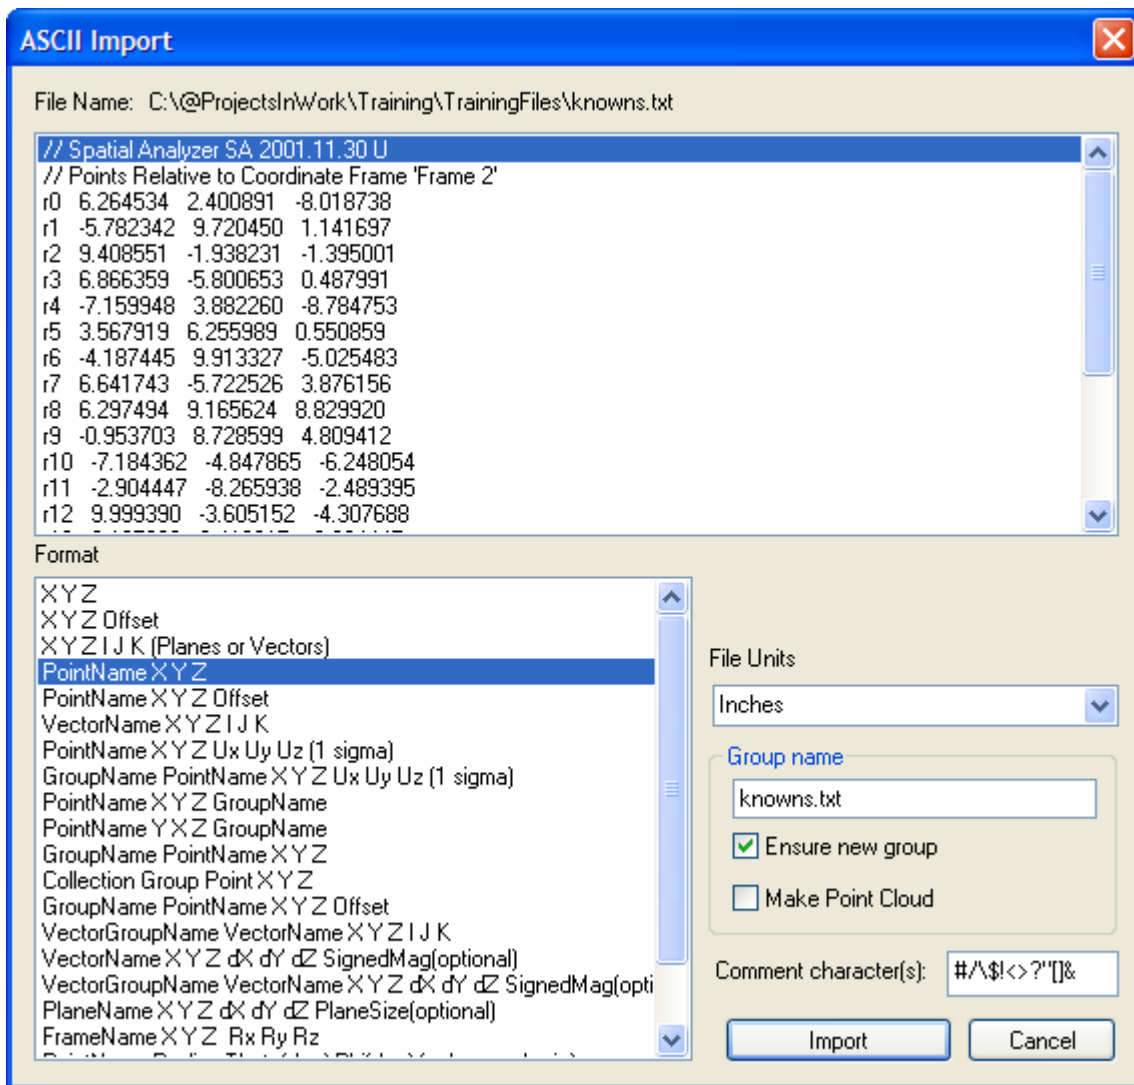 ASCII Import
File Name: C:\@ProjectsInWork\Training\TrainingFiles\knowns.txt
// Spatial Analyzer SA 2001.11.30 U
// Points Relative to Coordinate Frame 'Frame 2'
r0 6.264534 2.400891 -8.018738
r1 -5.782342 9.720450 1.141697
r2 9.408551 -1.938231 -1.395001
r3 6.866359 -5.800653 0.487991
r4 -7.159948 3.882260 -8.784753
r5 3.567919 6.255989 0.550859
r6 -4.187445 9.913327 -5.025483
r7 6.641743 -5.722526 3.876156
r8 6.297494 9.165624 8.829920
r9 -0.953703 8.728599 4.809412
r10 -7.184362 -4.847865 -6.248054
r11 -2.904447 -8.265938 -2.489395
r12 9.999390 -3.605152 -4.307688
Format
X Y Z
X Y Z Offset
X Y Z I J K (Planes or Vectors)
PointName X Y Z
PointName X Y Z Offset
VectorName X Y Z I J K
PointName X Y Z Ux Uy Uz (1 sigma)
GroupName PointName X Y Z Ux Uy Uz (1 sigma)
PointName X Y Z GroupName
PointName Y X Z GroupName
GroupName PointName X Y Z
Collection Group Point X Y Z
GroupName PointName X Y Z Offset
VectorGroupName VectorName X Y Z I J K
VectorName X Y Z dX dY dZ SignedMag(optional)
VectorGroupName VectorName X Y Z dX dY dZ SignedMag(opti
PlaneName X Y Z dX dY dZ PlaneSize(optional)
FrameName X Y Z Rx Ry Rz
File Units
Inches
Group name
knowns.txt
Ensure new group
Make Point Cloud
Comment character(s): #/\$!<>?"[]&
Import
Cancel